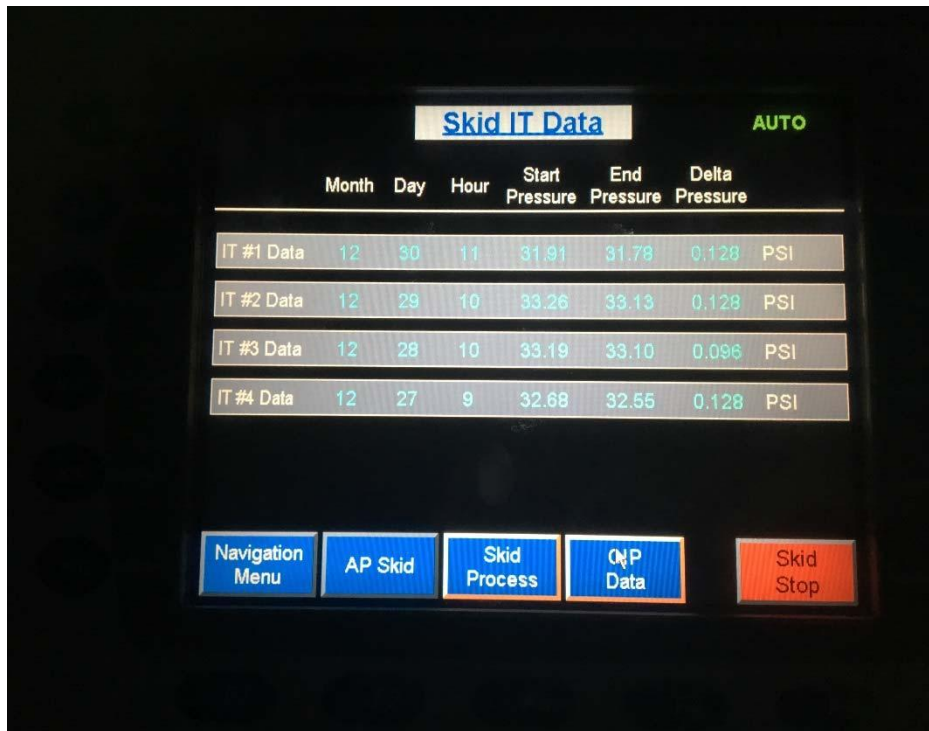 Skid IT Data
AUTO
Month Day Hour Start Pressure End Pressure Delta Pressure
IT #1 Data 12 30 11 31.91 31.78 0.128 PSI
IT #2 Data 12 29 10 33.26 33.13 0.128 PSI
IT #3 Data 12 28 10 33.19 33.10 0.096 PSI
IT #4 Data 12 27 9 32.68 32.55 0.128 PSI
Navigation Menu
AP Skid
Skid Process
Data
Skid Stop